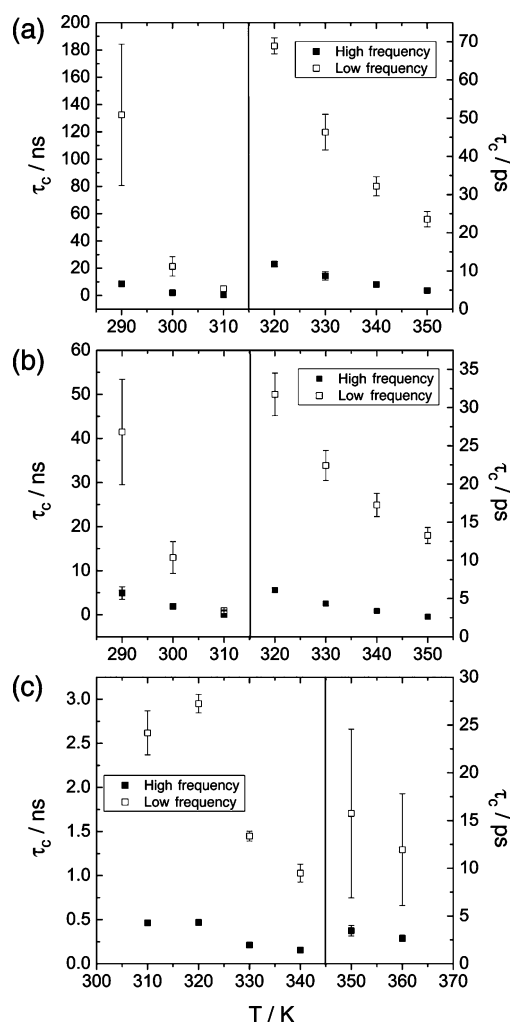 (a)
200
180
160
140
120
100
80
60
40
20
0
τc / ns
High frequency
Low frequency
70
60
50
40
30
20
10
0
τc / ps
290 300 310 320 330 340 350
(b)
60
50
40
30
20
10
0
τc / ns
High frequency
Low frequency
35
30
25
20
15
10
5
0
τc / ps
290 300 310 320 330 340 350
(c)
3.0
2.5
2.0
1.5
1.0
0.5
0.0
τc / ns
High frequency
Low frequency
30
25
20
15
10
5
0
τc / ps
300 310 320 330 340 350 360 370
T / K